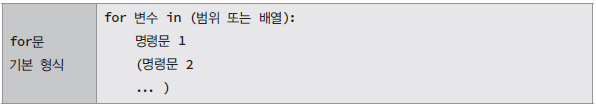 for문
기본 형식
for 변수 in (범위 또는 배열):
명령문 1
(명령문 2
... )